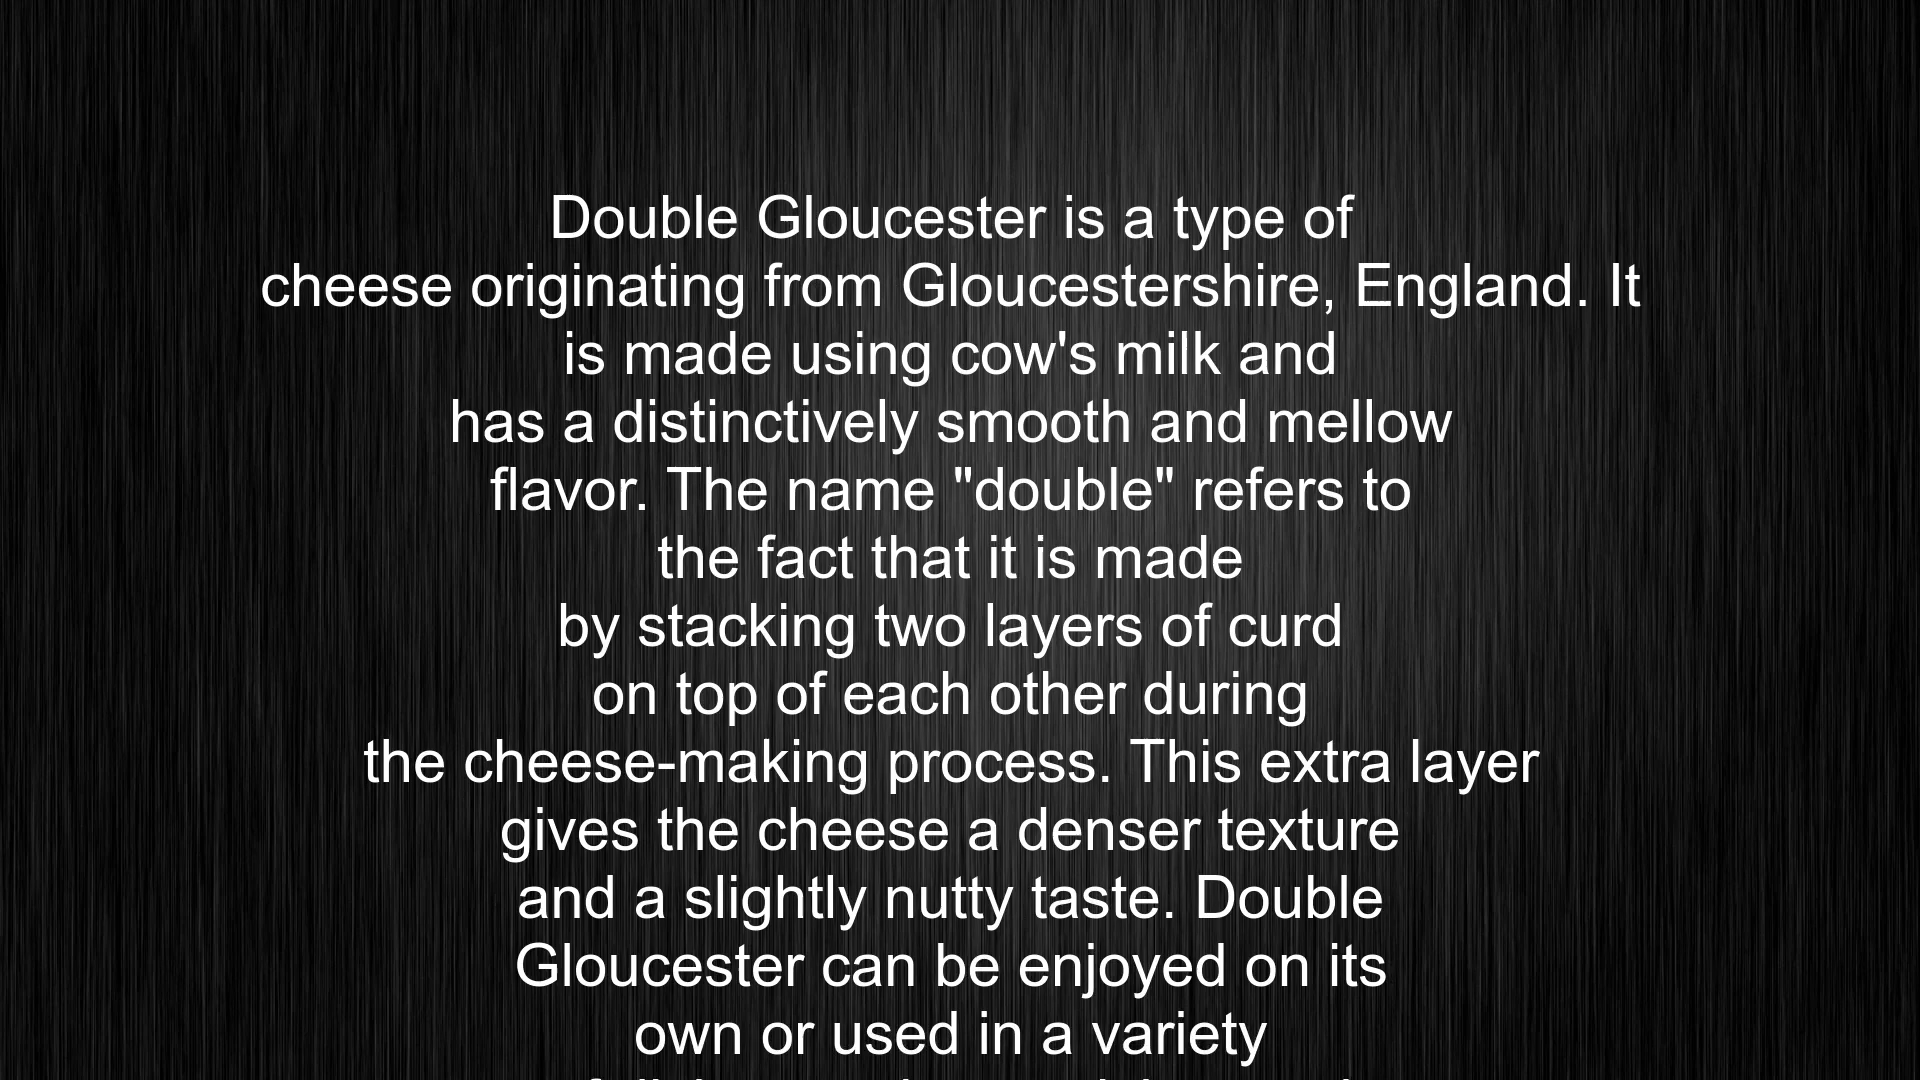 Double Gloucester is a type of
cheese originating from Gloucestershire, England. It
is made using cow's milk and
has a distinctively smooth and mellow
flavor. The name "double" refers to
the fact that it is made
by stacking two layers of curd
on top of each other during
the cheese-making process. This extra layer
gives the cheese a denser texture
and a slightly nutty taste. Double
Gloucester can be enjoyed on its
own or used in a variety